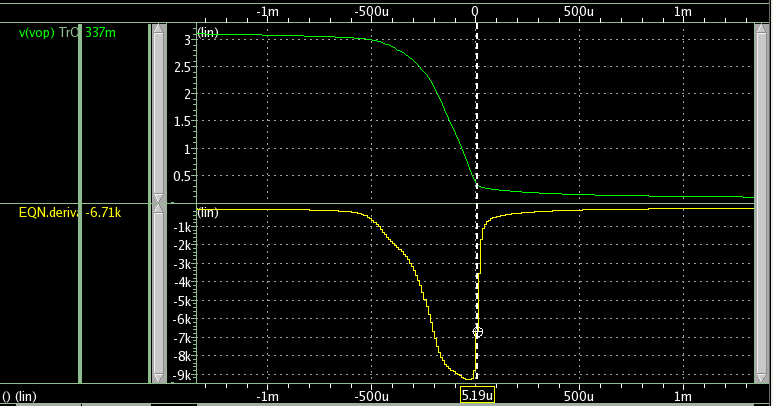 -1m -500u 0 500u 1m
v(vop) TrO 337m
(lin)
3
2.5
2
1.5
1
0.5
EQN.deriva -6.71k
(lin)
-1k
-2k
-3k
-4k
-5k
-6k
-7k
-8k
-9k
() (lin)
-1m -500u 5.19u 500u 1m